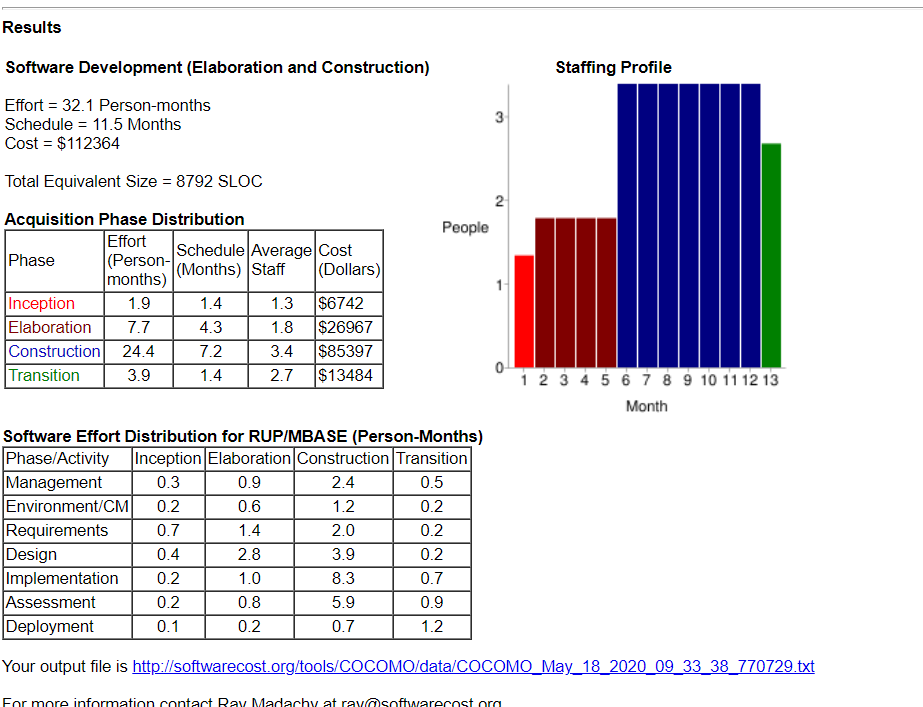 Results
Software Development (Elaboration and Construction)
Effort = 32.1 Person-months
Schedule = 11.5 Months
Cost = $112364
Total Equivalent Size = 8792 SLOC
Acquisition Phase Distribution
Phase Effort (Person-months) Schedule (Months) Average Staff Cost (Dollars)
Inception 1.9 1.4 1.3 $6742
Elaboration 7.7 4.3 1.8 $26967
Construction 24.4 7.2 3.4 $85397
Transition 3.9 1.4 2.7 $13484
Staffing Profile
3
2
People
1
0
1 2 3 4 5 6 7 8 9 10 11 12 13
Month
Software Effort Distribution for RUP/MBASE (Person-Months)
Phase/Activity Inception Elaboration Construction Transition
Management 0.3 0.9 2.4 0.5
Environment/CM 0.2 0.6 1.2 0.2
Requirements 0.7 1.4 2.0 0.2
Design 0.4 2.8 3.9 0.2
Implementation 0.2 1.0 8.3 0.7
Assessment 0.2 0.8 5.9 0.9
Deployment 0.1 0.2 0.7 1.2
Your output file is http://softwarecost.org/tools/COCOMO/data/COCOMO_May_18_2020_09_33_38_770729.txt
For more information contact Ray Madachy at ray@softwarecost.org